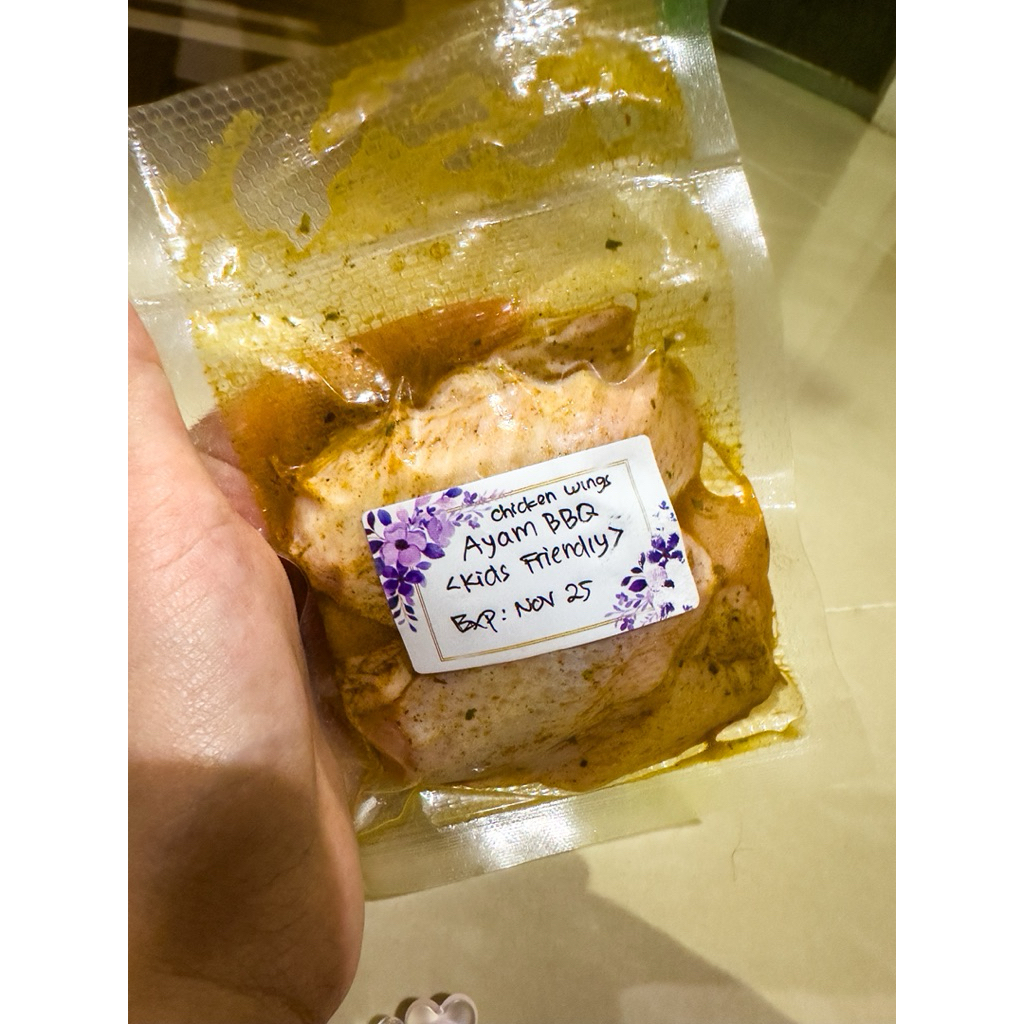 chicken wings
Ayam BBQ
<Kids Friendly>
Exp: Nov 25